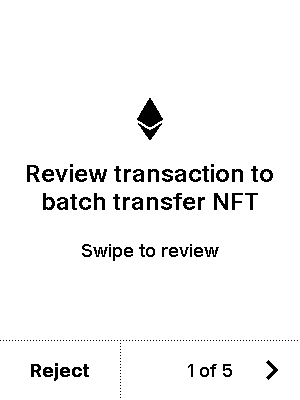 Review transaction to
batch transfer NFT
Swipe to review
Reject
1 of 5